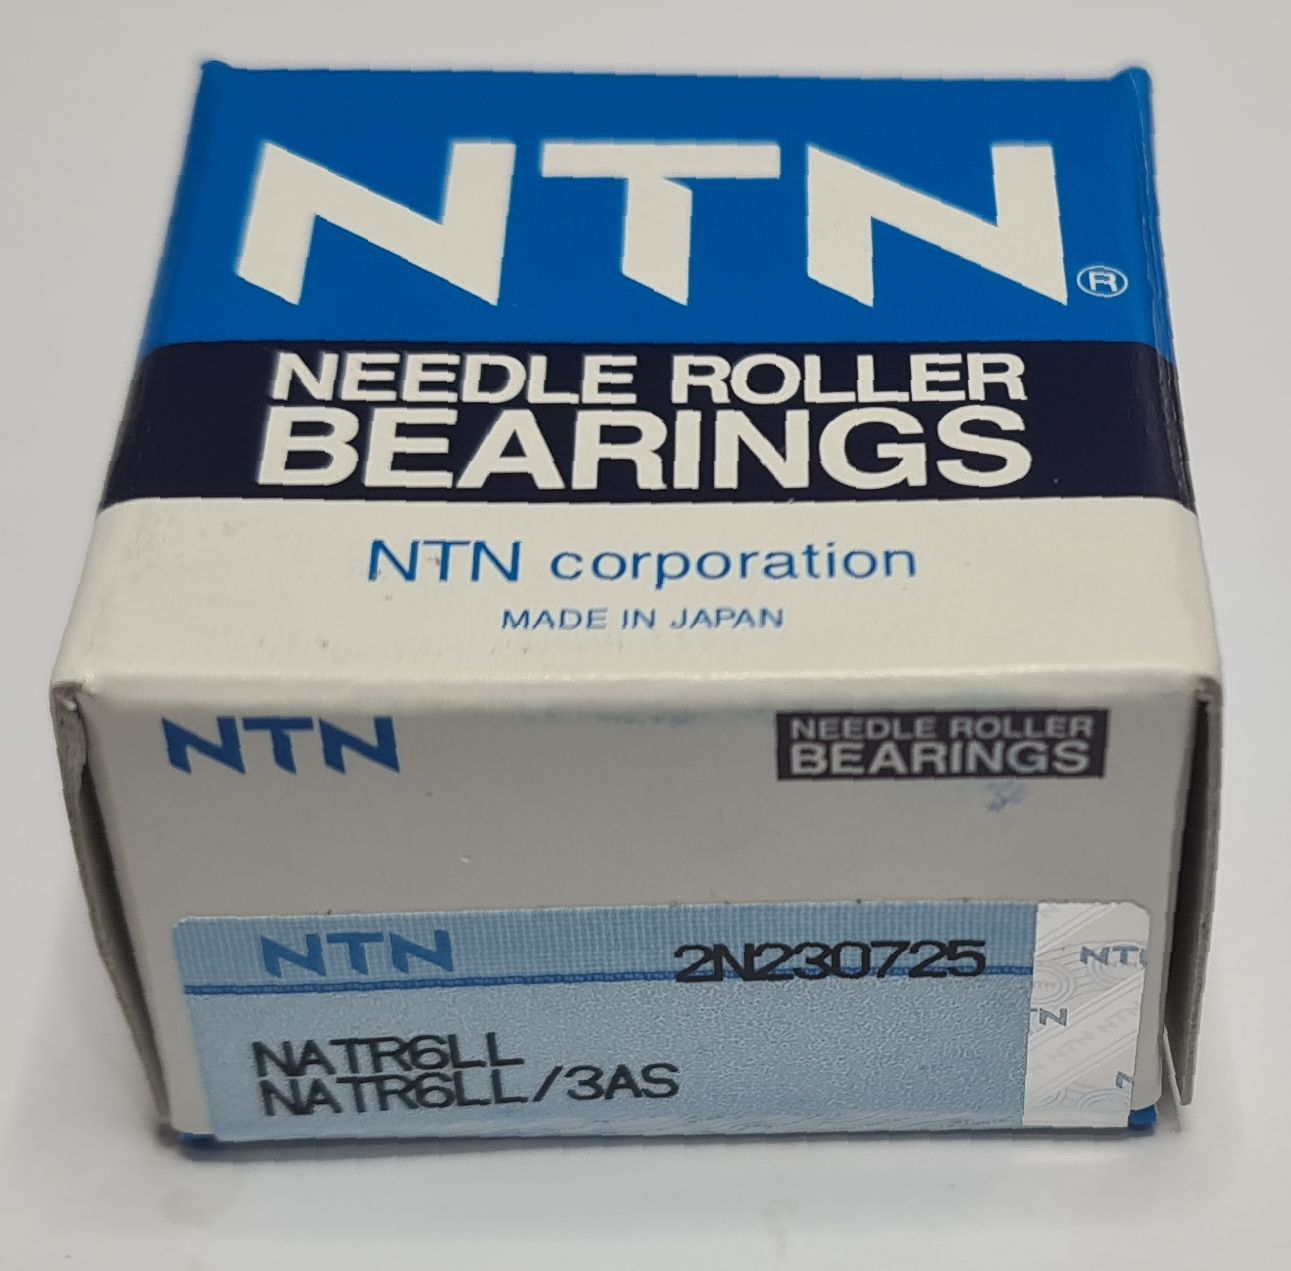 NTN®
NEEDLE ROLLER
BEARINGS
NTN corporation
MADE IN JAPAN
NTN
NEEDLE ROLLER
BEARINGS
NTN 2N230725
NATR6LL
NATR6LL/3AS